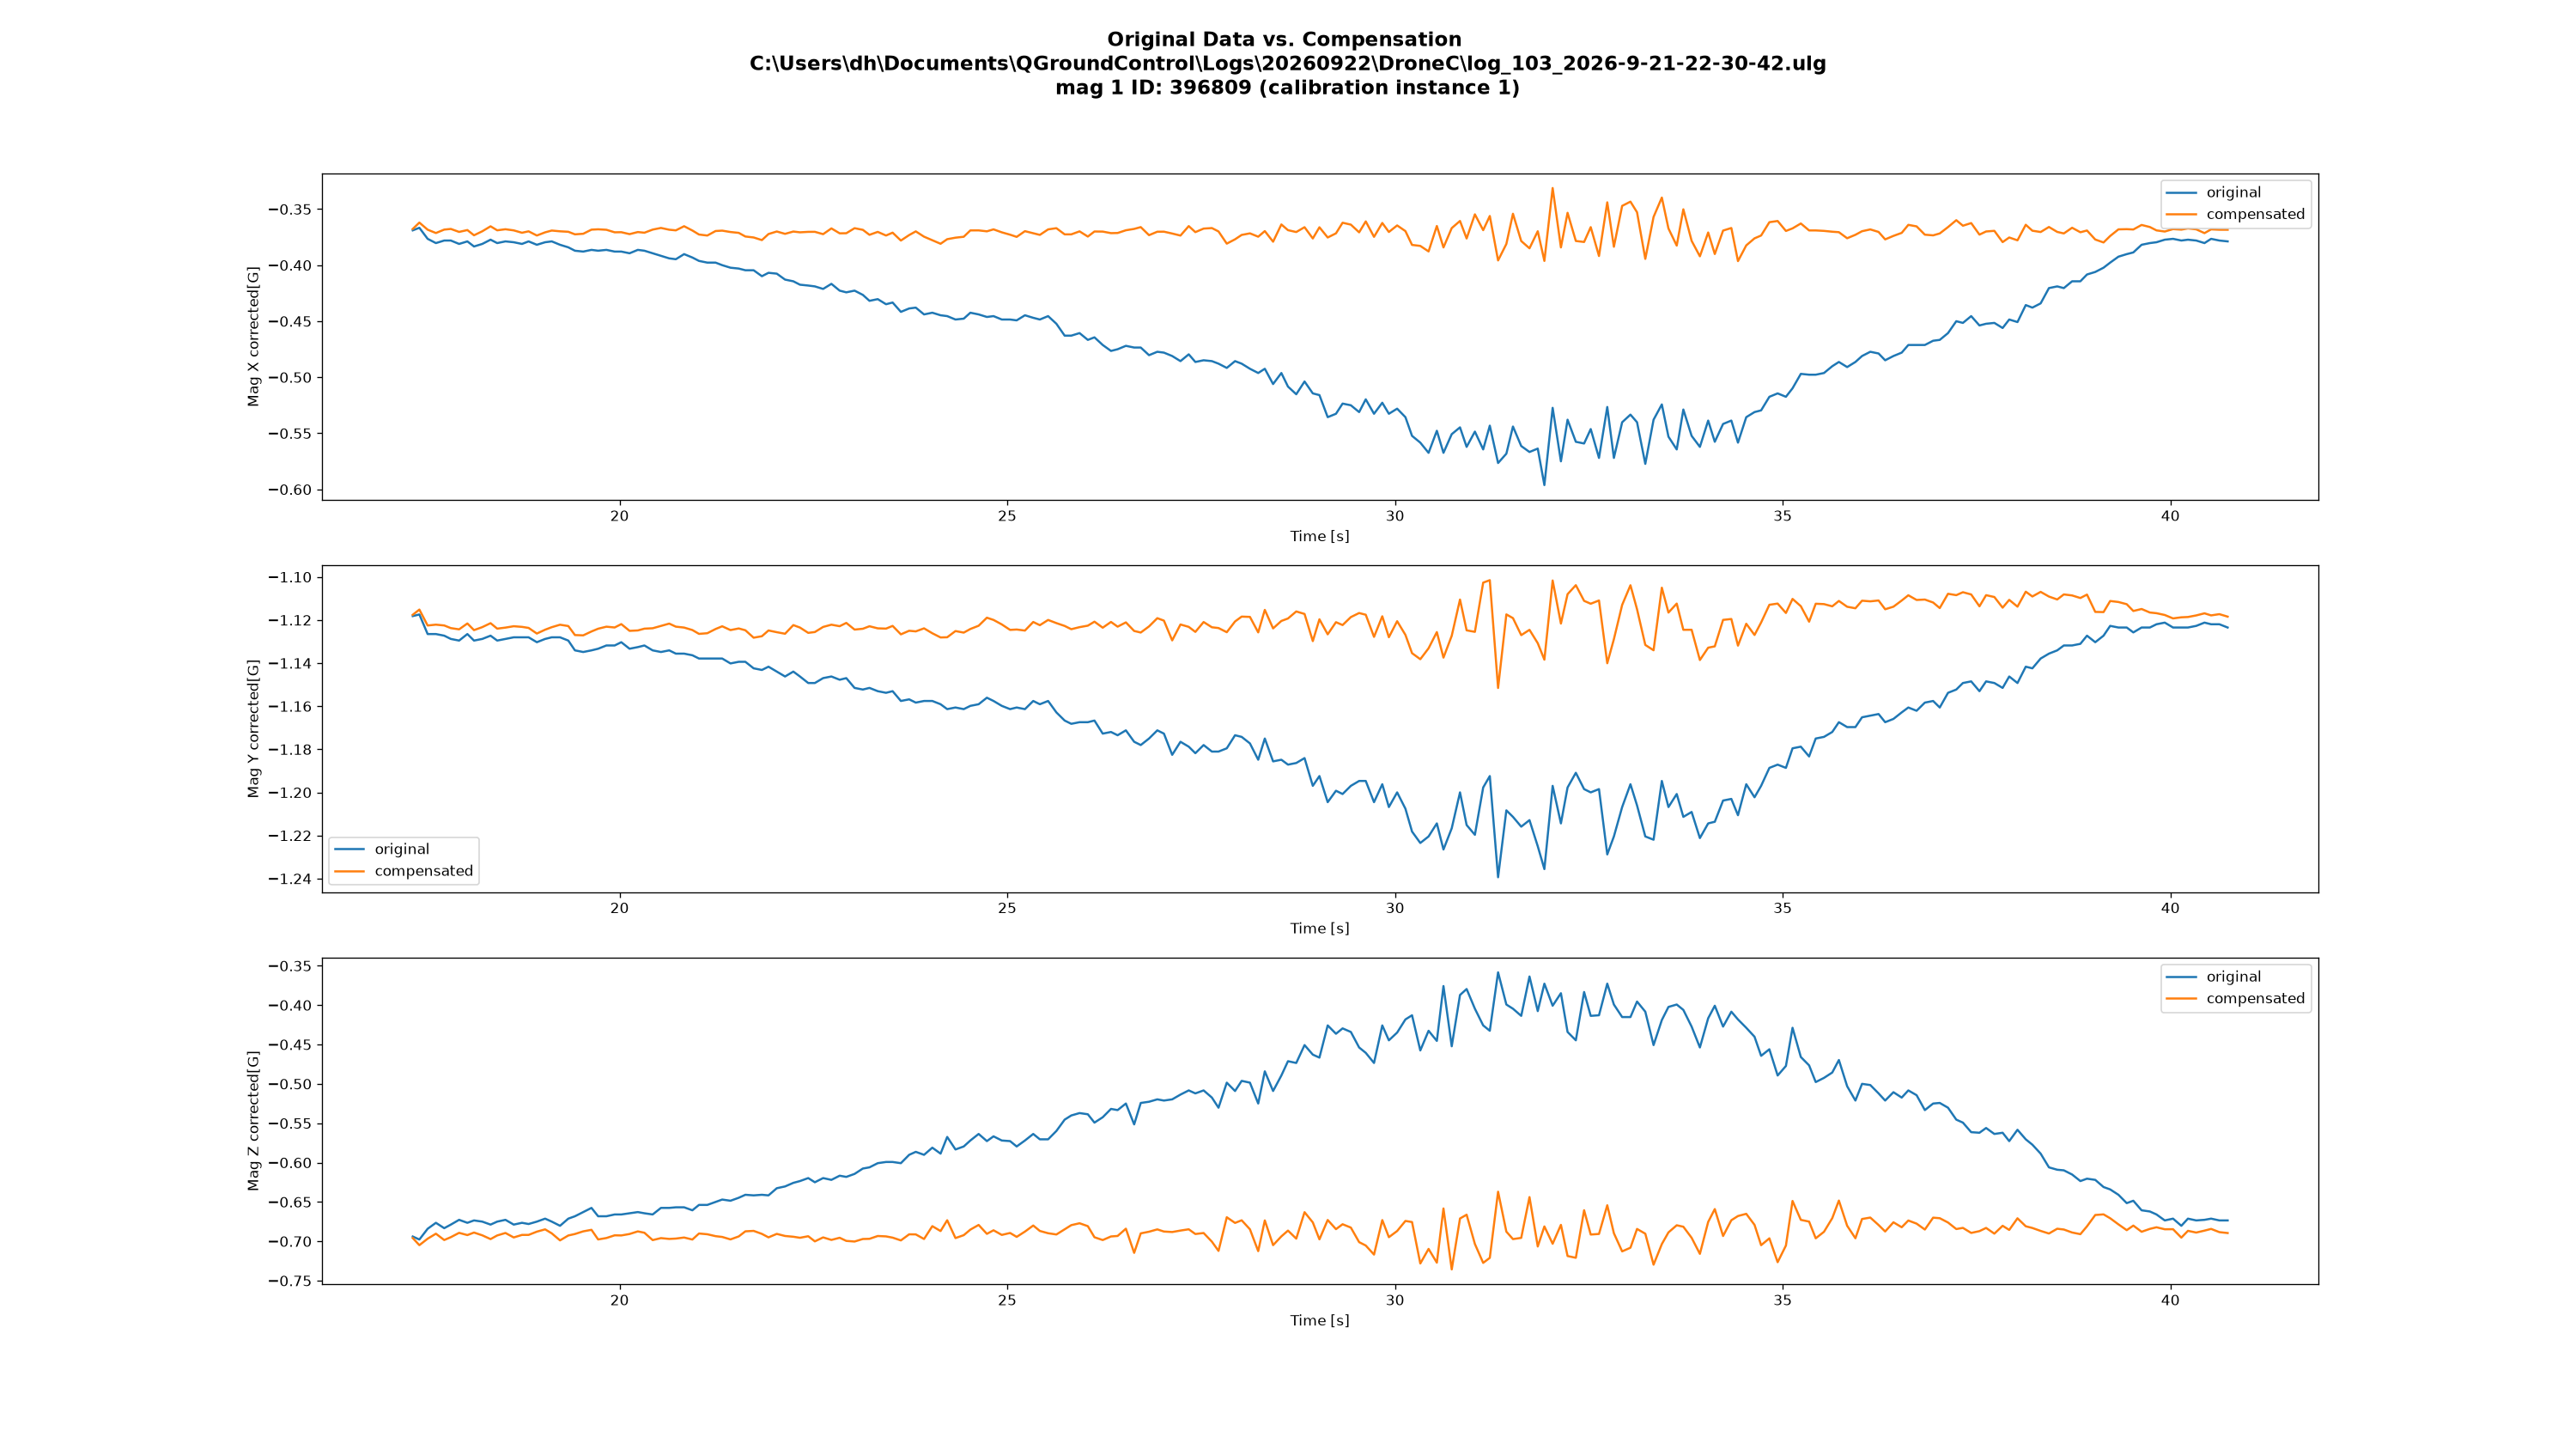 Original Data vs. Compensation
C:\Users\dh\Documents\QGroundControl\Logs\20260922\DroneC\log_103_2026-9-21-22-30-42.ulg
mag 1 ID: 396809 (calibration instance 1)
Mag X corrected[G]
−0.35
−0.40
−0.45
−0.50
−0.55
−0.60
original
compensated
20 25 30 35 40
Time [s]
Mag Y corrected[G]
−1.10
−1.12
−1.14
−1.16
−1.18
−1.20
−1.22
−1.24
original
compensated
20 25 30 35 40
Time [s]
Mag Z corrected[G]
−0.35
−0.40
−0.45
−0.50
−0.55
−0.60
−0.65
−0.70
−0.75
original
compensated
20 25 30 35 40
Time [s]